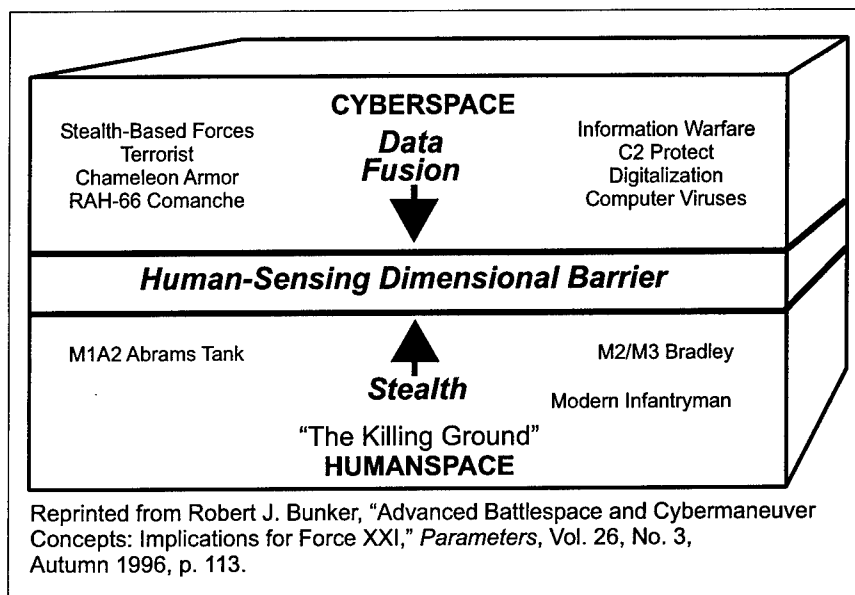 CYBERSPACE
Stealth-Based Forces
Terrorist
Chameleon Armor
RAH-66 Comanche
Data
Fusion
Information Warfare
C2 Protect
Digitalization
Computer Viruses
Human-Sensing Dimensional Barrier
M1A2 Abrams Tank
M2/M3 Bradley
Stealth
Modern Infantryman
“The Killing Ground”
HUMANSPACE
Reprinted from Robert J. Bunker, “Advanced Battlespace and Cybermaneuver
Concepts: Implications for Force XXI,” Parameters, Vol. 26, No. 3,
Autumn 1996, p. 113.